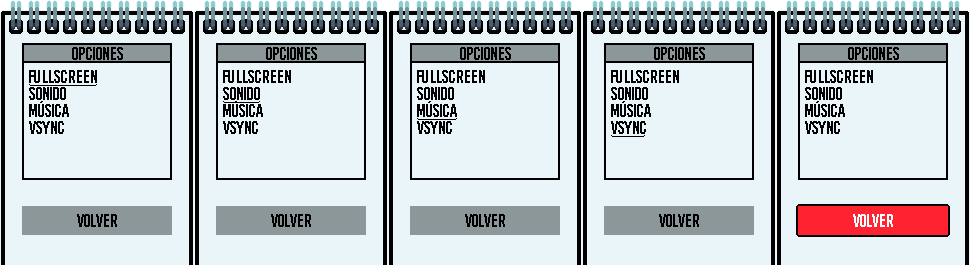 OPCIONES
FULLSCREEN
SONIDO
MÚSICA
VSYNC
VOLVER
OPCIONES
FULLSCREEN
SONIDO
MÚSICA
VSYNC
VOLVER
OPCIONES
FULLSCREEN
SONIDO
MÚSICA
VSYNC
VOLVER
OPCIONES
FULLSCREEN
SONIDO
MÚSICA
VSYNC
VOLVER
OPCIONES
FULLSCREEN
SONIDO
MÚSICA
VSYNC
VOLVER